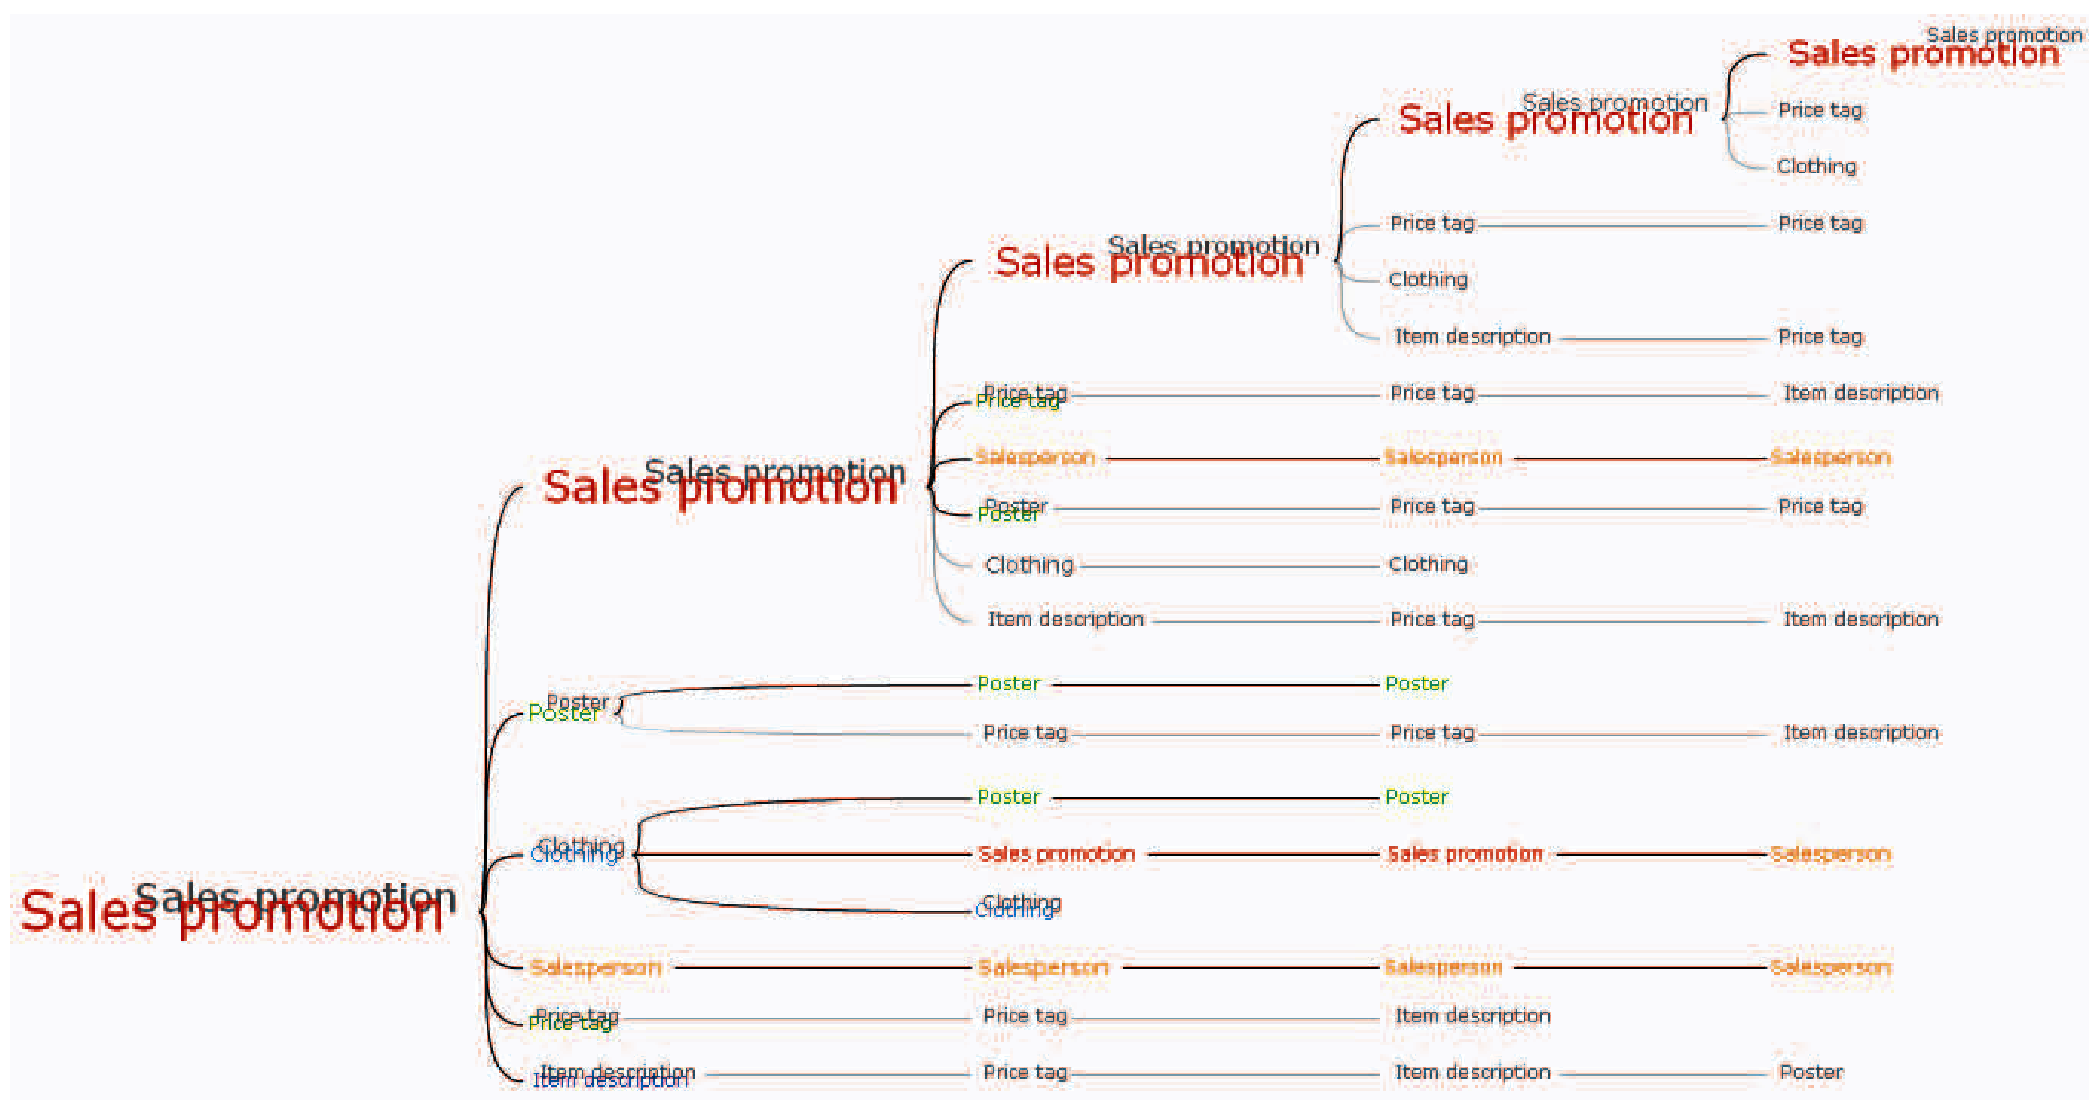 Sales promotion
Sales promotion
Sales promotion
Sales promotion
Price tag
Clothing
Price tag Price tag
Sales promotion
Sales promotion
Clothing
Item description Price tag
Price tag Price tag Item description
Price tag
Salesperson Salesperson Salesperson
Sales promotion
Sales promotion
Poster Price tag Price tag
Poster
Clothing Clothing
Item description Price tag Item description
Poster Poster
Poster
Poster
Price tag Price tag Item description
Poster Poster
Clothing
Clothing
Sales promotion Sales promotion Salesperson
Sales promotion
Sales promotion
Clothing
Clothing
Salesperson Salesperson Salesperson Salesperson
Price tag Price tag Item description
Price tag
Item description Price tag Item description Poster
Item description